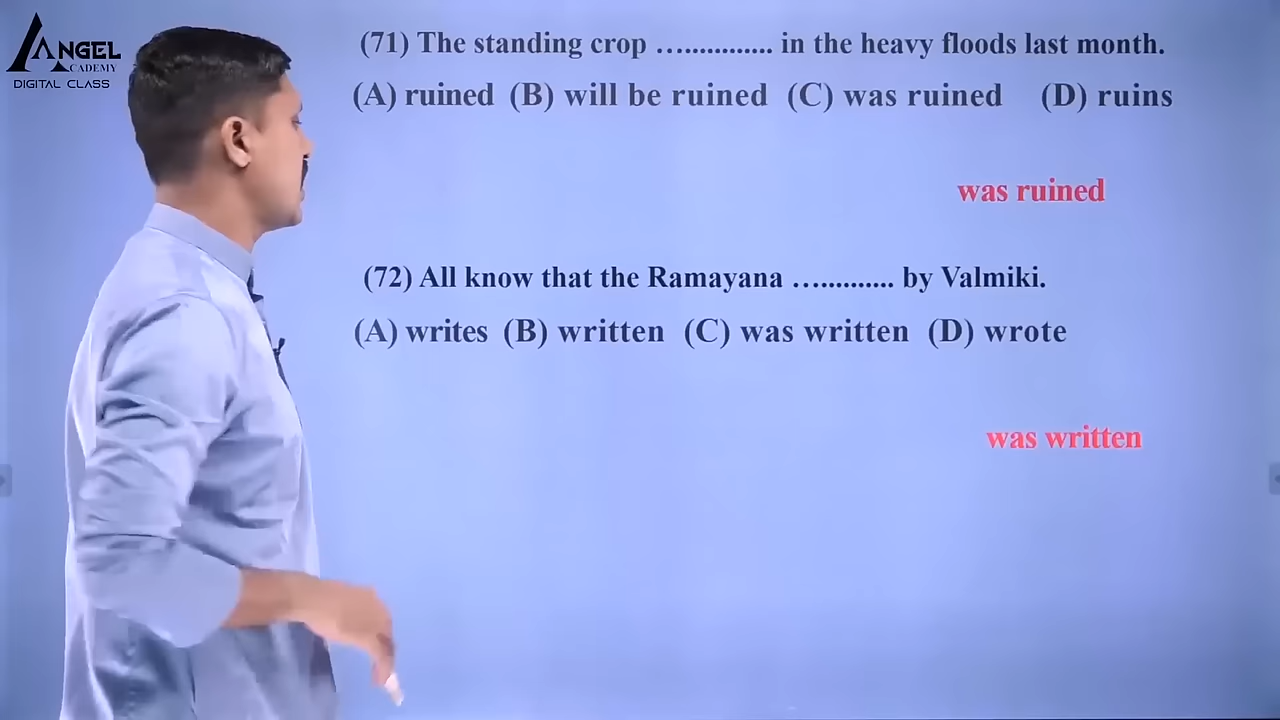 ANGEL
ACADEMY
DIGITAL CLASS
(71) The standing crop ….............. in the heavy floods last month.
(A) ruined (B) will be ruined (C) was ruined (D) ruins
was ruined
(72) All know that the Ramayana ….......... by Valmiki.
(A) writes (B) written (C) was written (D) wrote
was written